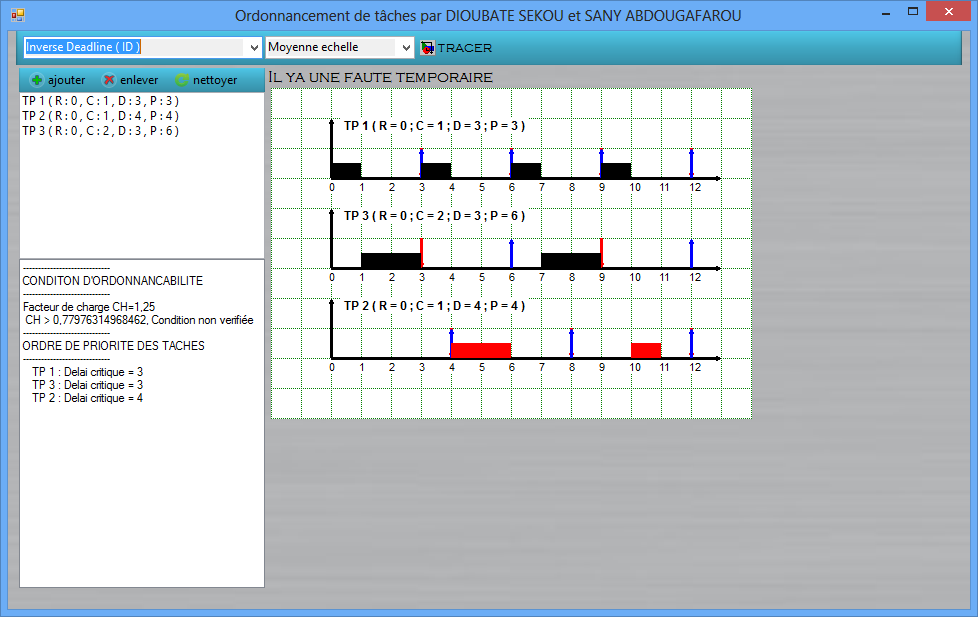 Ordonnancement de tâches par DIOUBATE SEKOU et SANY ABDOUGAFAROU
Inverse Deadline ( ID ) Moyenne echelle TRACER
ajouter enlever nettoyer
IL YA UNE FAUTE TEMPORAIRE
TP 1 ( R : 0 , C : 1 , D : 3 , P : 3 )
TP 2 ( R : 0 , C : 1 , D : 4 , P : 4 )
TP 3 ( R : 0 , C : 2 , D : 3 , P : 6 )
------------------------------
CONDITON D'ORDONNANCABILITE
------------------------------
Facteur de charge CH=1,25
CH > 0,77976314968462, Condition non verifiée
------------------------------
ORDRE DE PRIORITE DES TACHES
------------------------------
TP 1 : Delai critique = 3
TP 3 : Delai critique = 3
TP 2 : Delai critique = 4
TP 1 ( R = 0 ; C = 1 ; D = 3 ; P = 3 )
0 1 2 3 4 5 6 7 8 9 10 11 12
TP 3 ( R = 0 ; C = 2 ; D = 3 ; P = 6 )
0 1 2 3 4 5 6 7 8 9 10 11 12
TP 2 ( R = 0 ; C = 1 ; D = 4 ; P = 4 )
0 1 2 3 4 5 6 7 8 9 10 11 12